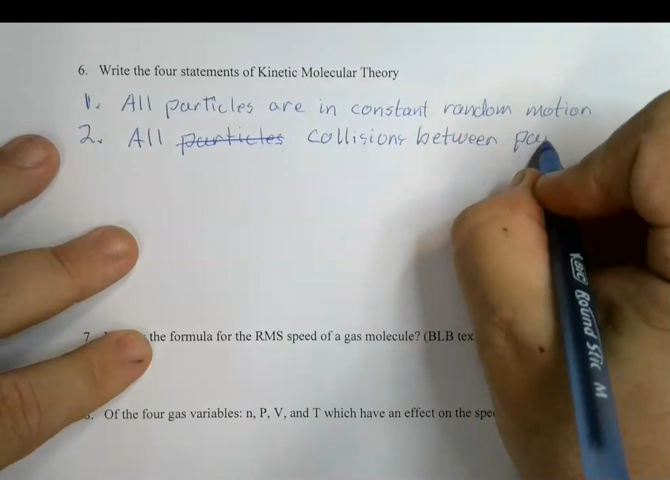 6. Write the four statements of Kinetic Molecular Theory
1. All particles are in constant random motion
2. All particles collisions between pa
7. the formula for the RMS speed of a gas molecule? (BLB tex
Of the four gas variables: n, P, V, and T which have an effect on the spe
BIC Round Stic M